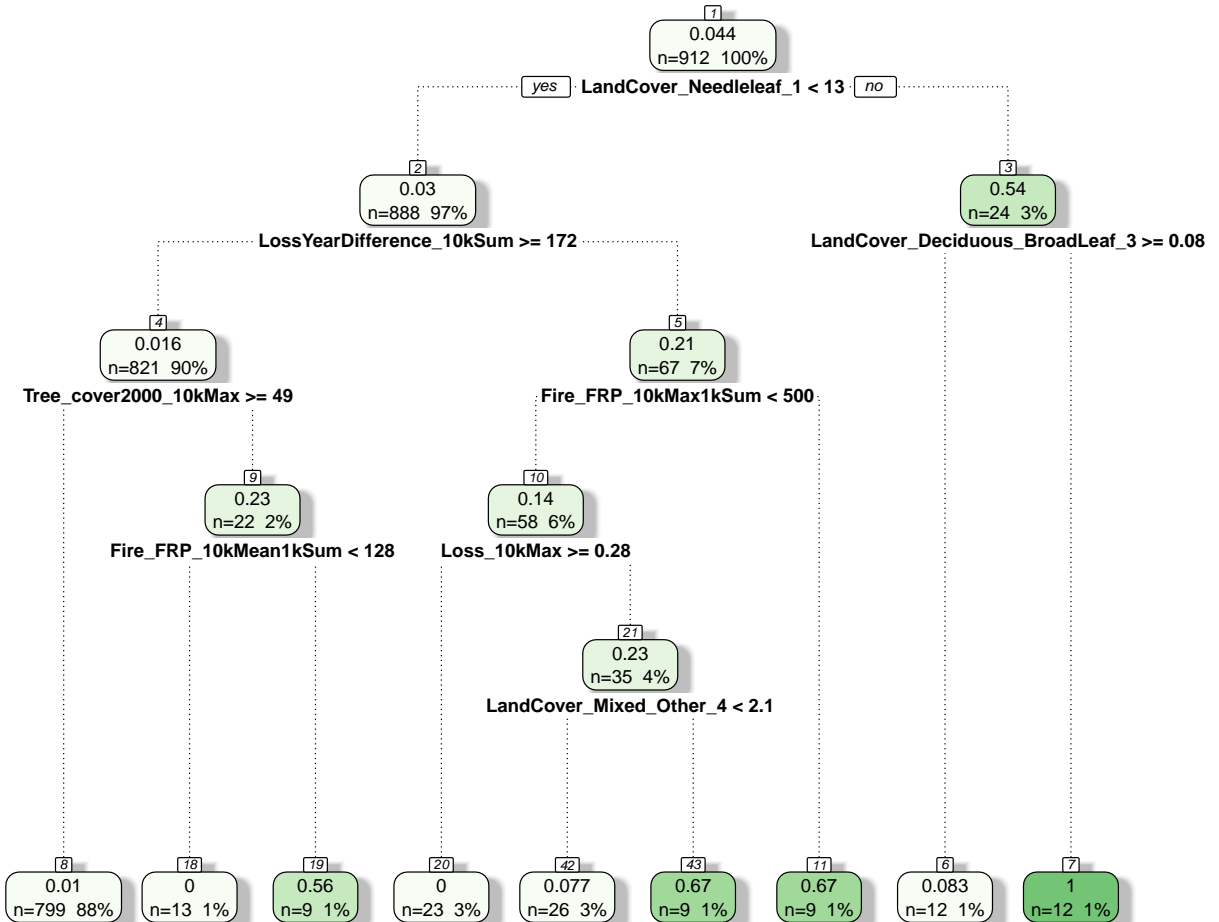 1
0.044
n=912 100%
yes LandCover_Needleleaf_1 < 13 no
2
0.03
n=888 97%
LossYearDifference_10kSum >= 172
3
0.54
n=24 3%
LandCover_Deciduous_BroadLeaf_3 >= 0.08
4
0.016
n=821 90%
Tree_cover2000_10kMax >= 49
5
0.21
n=67 7%
Fire_FRP_10kMax1kSum < 500
9
0.23
n=22 2%
Fire_FRP_10kMean1kSum < 128
10
0.14
n=58 6%
Loss_10kMax >= 0.28
21
0.23
n=35 4%
LandCover_Mixed_Other_4 < 2.1
8
0.01
n=799 88%
18
0
n=13 1%
19
0.56
n=9 1%
20
0
n=23 3%
42
0.077
n=26 3%
43
0.67
n=9 1%
11
0.67
n=9 1%
6
0.083
n=12 1%
7
1
n=12 1%